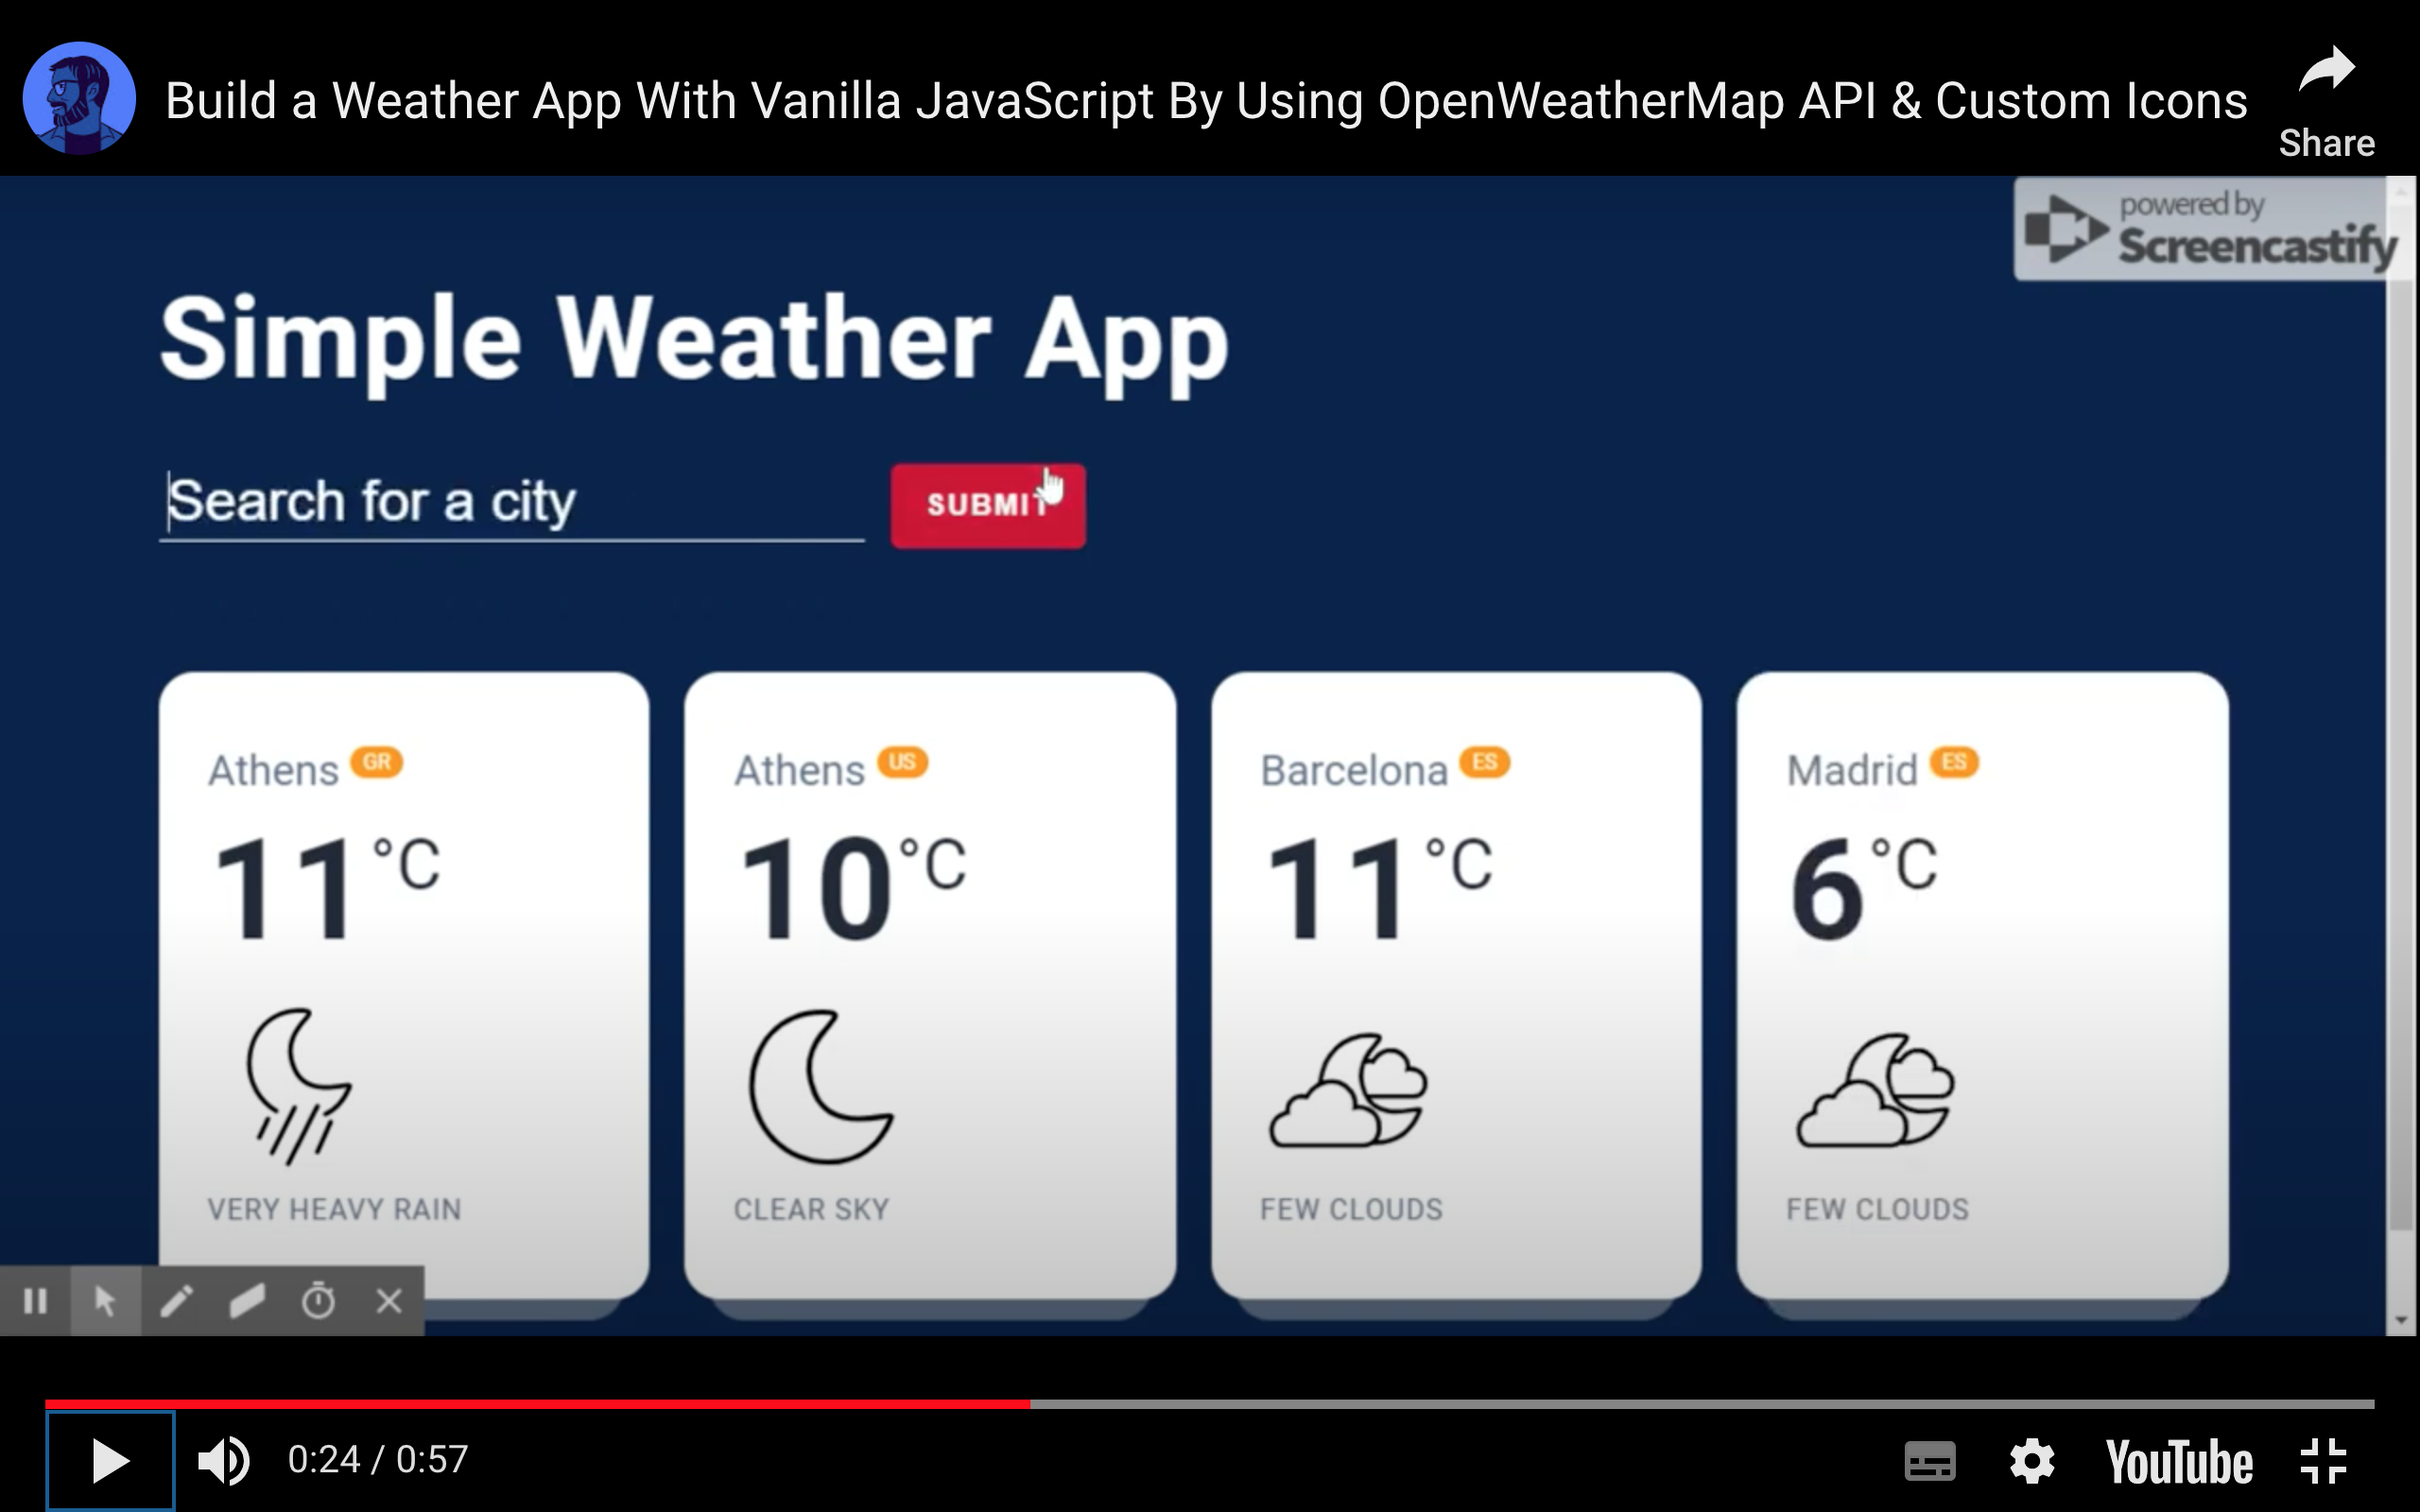 Build a Weather App With Vanilla JavaScript By Using OpenWeatherMap API & Custom Icons
Share
powered by
Screencastify
Simple Weather App
Search for a city
SUBMIT
Athens GR
11 °C
VERY HEAVY RAIN
Athens US
10 °C
CLEAR SKY
Barcelona ES
11 °C
FEW CLOUDS
Madrid ES
6 °C
FEW CLOUDS
0:24 / 0:57
YouTube